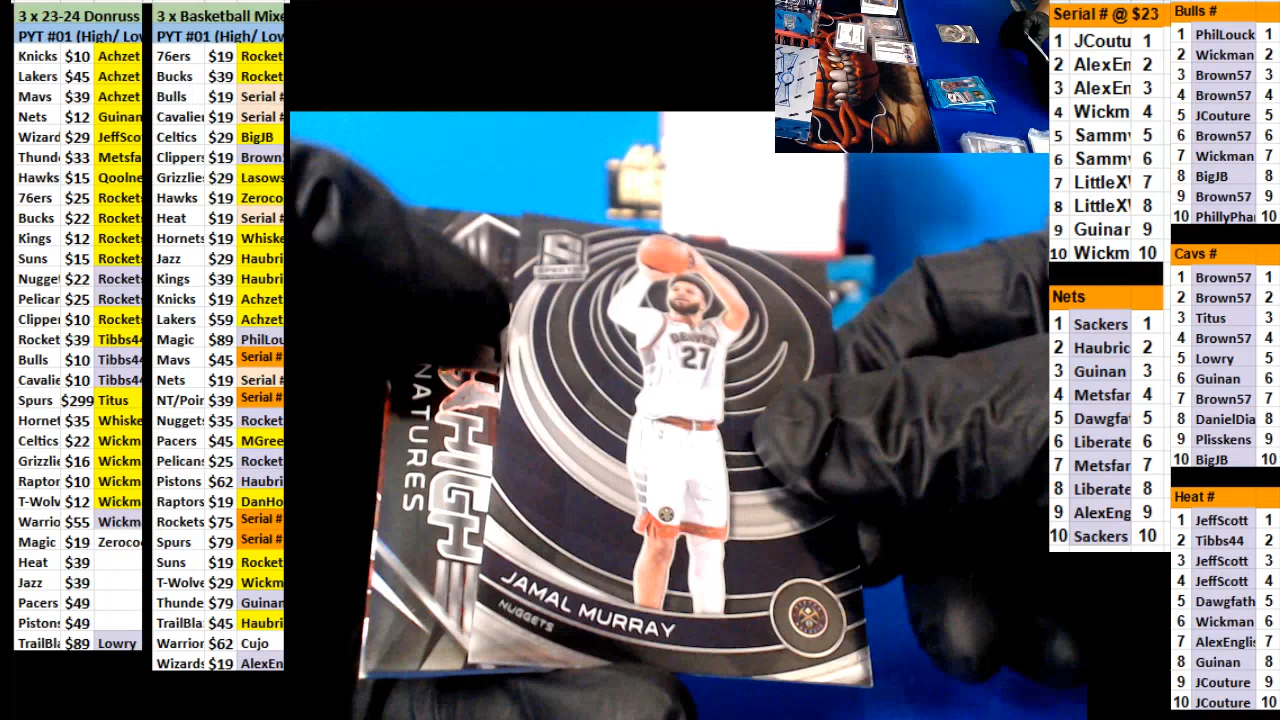 3 x 23-24 Donruss
PYT #01 (High/ Lov
Knicks $10 Achzet
Lakers $45 Achzet
Mavs $39 Achzet
Nets $12 Guinan
Wizard $29 JeffSco
Thund $33 Metsfa
Hawks $15 Qoolne
76ers $25 Rocket
Bucks $22 Rocket
Kings $12 Rocket
Suns $15 Rocket
Nugge $22 Rocket
Pelicar $25 Rocket
Clippe $10 Rocket
Rocket $39 Tibbs44
Bulls $10 Tibbs44
Cavalie $10 Tibbs44
Spurs $299 Titus
Hornet $35 Whiske
Celtics $22 Wickm
Grizzlie $16 Wickm
Raptor $10 Wickm
T-Wolv $12 Wickm
Warrio $55 Wickm
Magic $19 Zeroco
Heat $39
Jazz $39
Pacers $49
Pistons $49
TrailBla $89 Lowry
3 x Basketball Mixe
PYT #01 (High/ Lov
76ers $19 Rocket
Bucks $39 Rocket
Bulls $19 Serial #
Cavalier $19 Serial #
Celtics $29 BigJB
Clippers $19 Brown
Grizzlies $29 Lasows
Hawks $19 Zeroco
Heat $19 Serial #
Hornets $19 Whiske
Jazz $29 Haubri
Kings $39 Haubri
Knicks $19 Achzet
Lakers $59 Achzet
Magic $89 PhilLou
Mavs $45 Serial #
Nets $19 Serial #
NT/Poir $39 Serial #
Nuggets $35 Rocket
Pacers $45 MGree
Pelicans $25 Rocket
Pistons $62 Haubri
Raptors $19 DanHo
Rockets $75 Serial #
Spurs $79 Serial #
Suns $19 Rocket
T-Wolve $29 Wickm
Thunde $79 Guinan
TrailBla $45 Haubri
Warrior $62 Cujo
Wizards $19 AlexEn
S
DENVER
27
JAMAL MURRAY
NUGGETS
HIGH
NATURES
Serial # @ $23
1 JCoutu 1
2 AlexEn 2
3 AlexEn 3
4 Wickm 4
5 Sammy 5
6 Sammy 6
7 LittleX 7
8 LittleX 8
9 Guinar 9
10 Wickm 10
Nets
1 Sackers 1
2 Haubric 2
3 Guinan 3
4 Metsfar 4
5 Dawgfa 5
6 Liberate 6
7 Metsfar 7
8 Liberate 8
9 AlexEng 9
10 Sackers 10
Bulls #
1 PhilLouck 1
2 Wickman 2
3 Brown57 3
4 Brown57 4
5 JCouture 5
6 Brown57 6
7 Wickman 7
8 BigJB 8
9 Brown57 9
10 PhillyPha 10
Cavs #
1 Brown57 1
2 Brown57 2
3 Titus 3
4 Brown57 4
5 Lowry 5
6 Guinan 6
7 Brown57 7
8 DanielDia 8
9 Plisskens 9
10 BigJB 10
Heat #
1 JeffScott 1
2 Tibbs44 2
3 JeffScott 3
4 JeffScott 4
5 Dawgfath 5
6 Wickman 6
7 AlexEnglis 7
8 Guinan 8
9 JCouture 9
10 JCouture 10